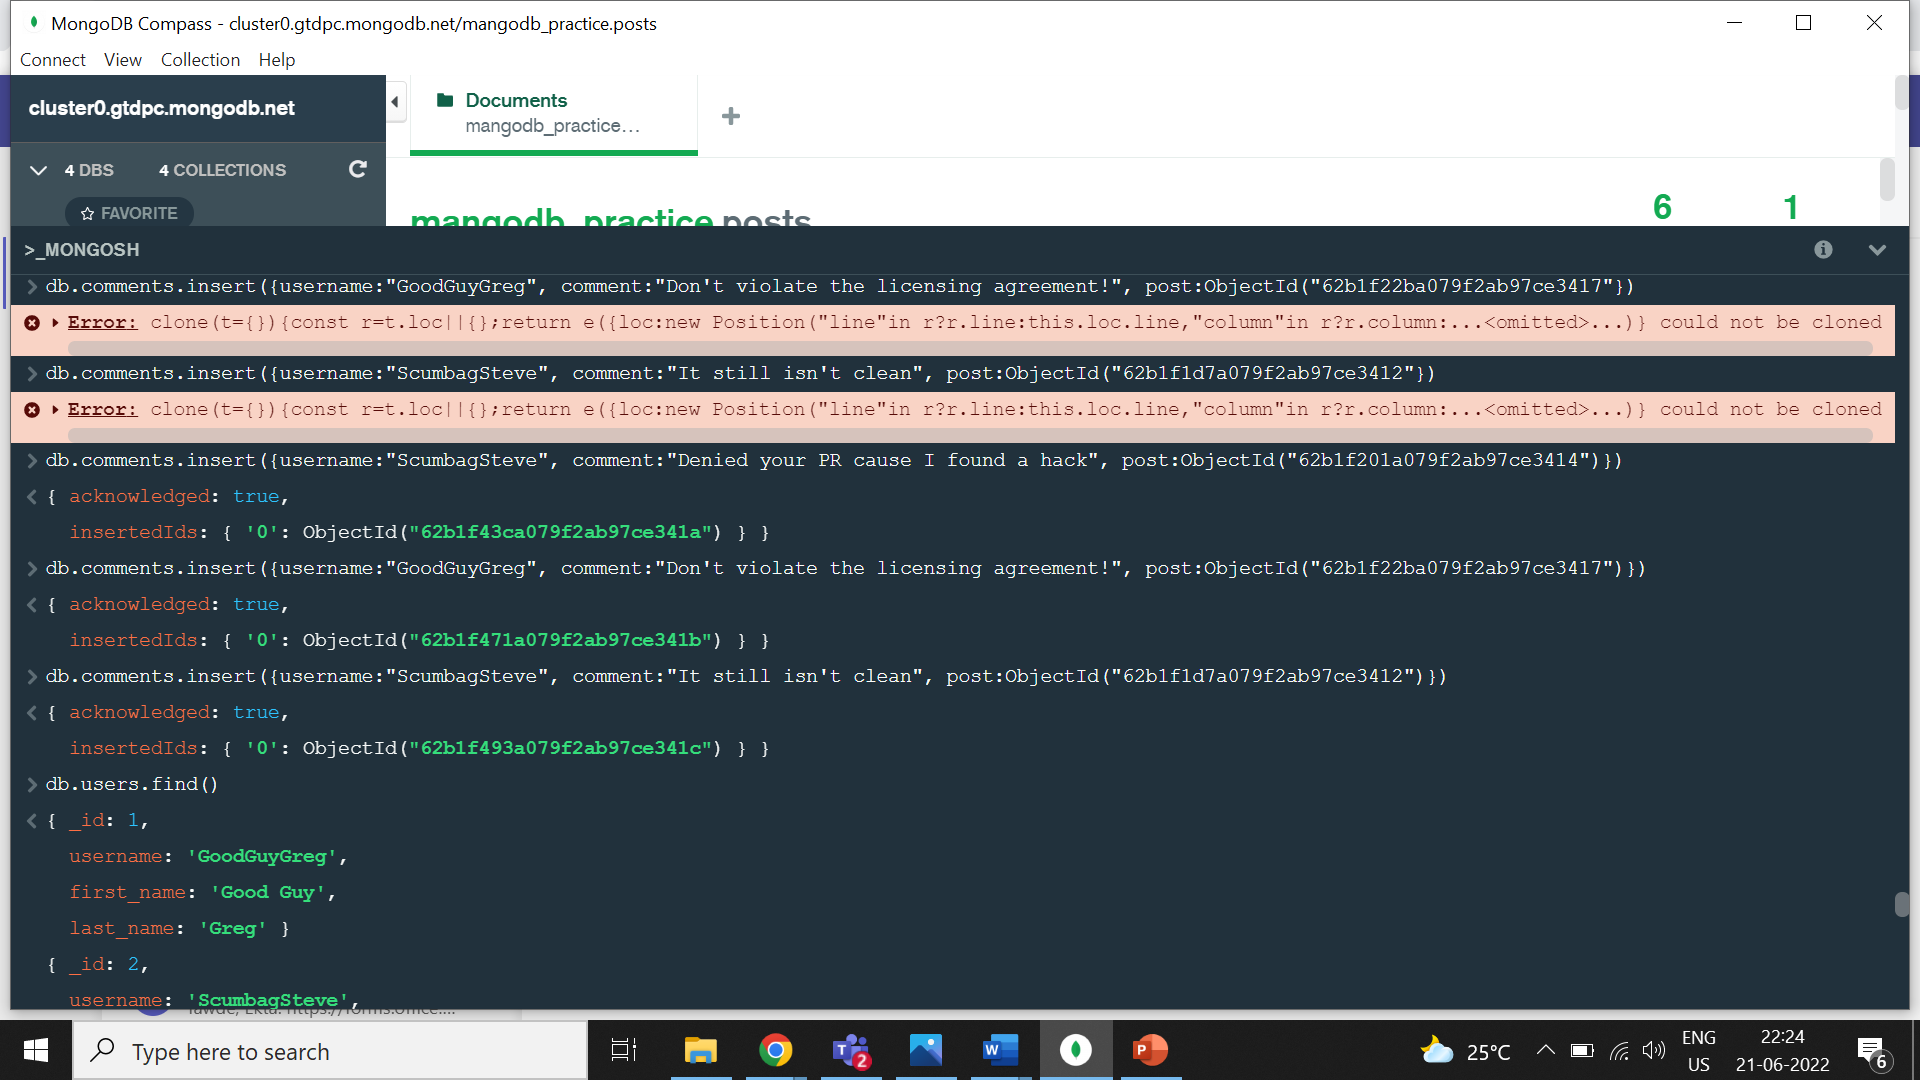 MongoDB Compass - cluster0.gtdpc.mongodb.net/mangodb_practice.posts
Connect View Collection Help
cluster0.gtdpc.mongodb.net
Documents
mangodb_practice...
4 DBS 4 COLLECTIONS
FAVORITE
mangodb_practice.posts
6 1
>_MONGOSH
db.comments.insert({username:"GoodGuyGreg", comment:"Don't violate the licensing agreement!", post:ObjectId("62b1f22ba079f2ab97ce3417"})
Error: clone(t={}){const r=t.loc||{};return e({loc:new Position("line"in r?r.line:this.loc.line,"column"in r?r.column:...<omitted>...)} could not be cloned
db.comments.insert({username:"ScumbagSteve", comment:"It still isn't clean", post:ObjectId("62b1f1d7a079f2ab97ce3412"})
Error: clone(t={}){const r=t.loc||{};return e({loc:new Position("line"in r?r.line:this.loc.line,"column"in r?r.column:...<omitted>...)} could not be cloned
db.comments.insert({username:"ScumbagSteve", comment:"Denied your PR cause I found a hack", post:ObjectId("62b1f201a079f2ab97ce3414")})
{ acknowledged: true,
insertedIds: { '0': ObjectId("62b1f43ca079f2ab97ce341a") } }
db.comments.insert({username:"GoodGuyGreg", comment:"Don't violate the licensing agreement!", post:ObjectId("62b1f22ba079f2ab97ce3417")})
{ acknowledged: true,
insertedIds: { '0': ObjectId("62b1f471a079f2ab97ce341b") } }
db.comments.insert({username:"ScumbagSteve", comment:"It still isn't clean", post:ObjectId("62b1f1d7a079f2ab97ce3412")})
{ acknowledged: true,
insertedIds: { '0': ObjectId("62b1f493a079f2ab97ce341c") } }
db.users.find()
{ _id: 1,
username: 'GoodGuyGreg',
first_name: 'Good Guy',
last_name: 'Greg' }
{ _id: 2,
username: 'ScumbagSteve',
Type here to search
T 2
W
P
25°C
ENG
US
22:24
21-06-2022
6